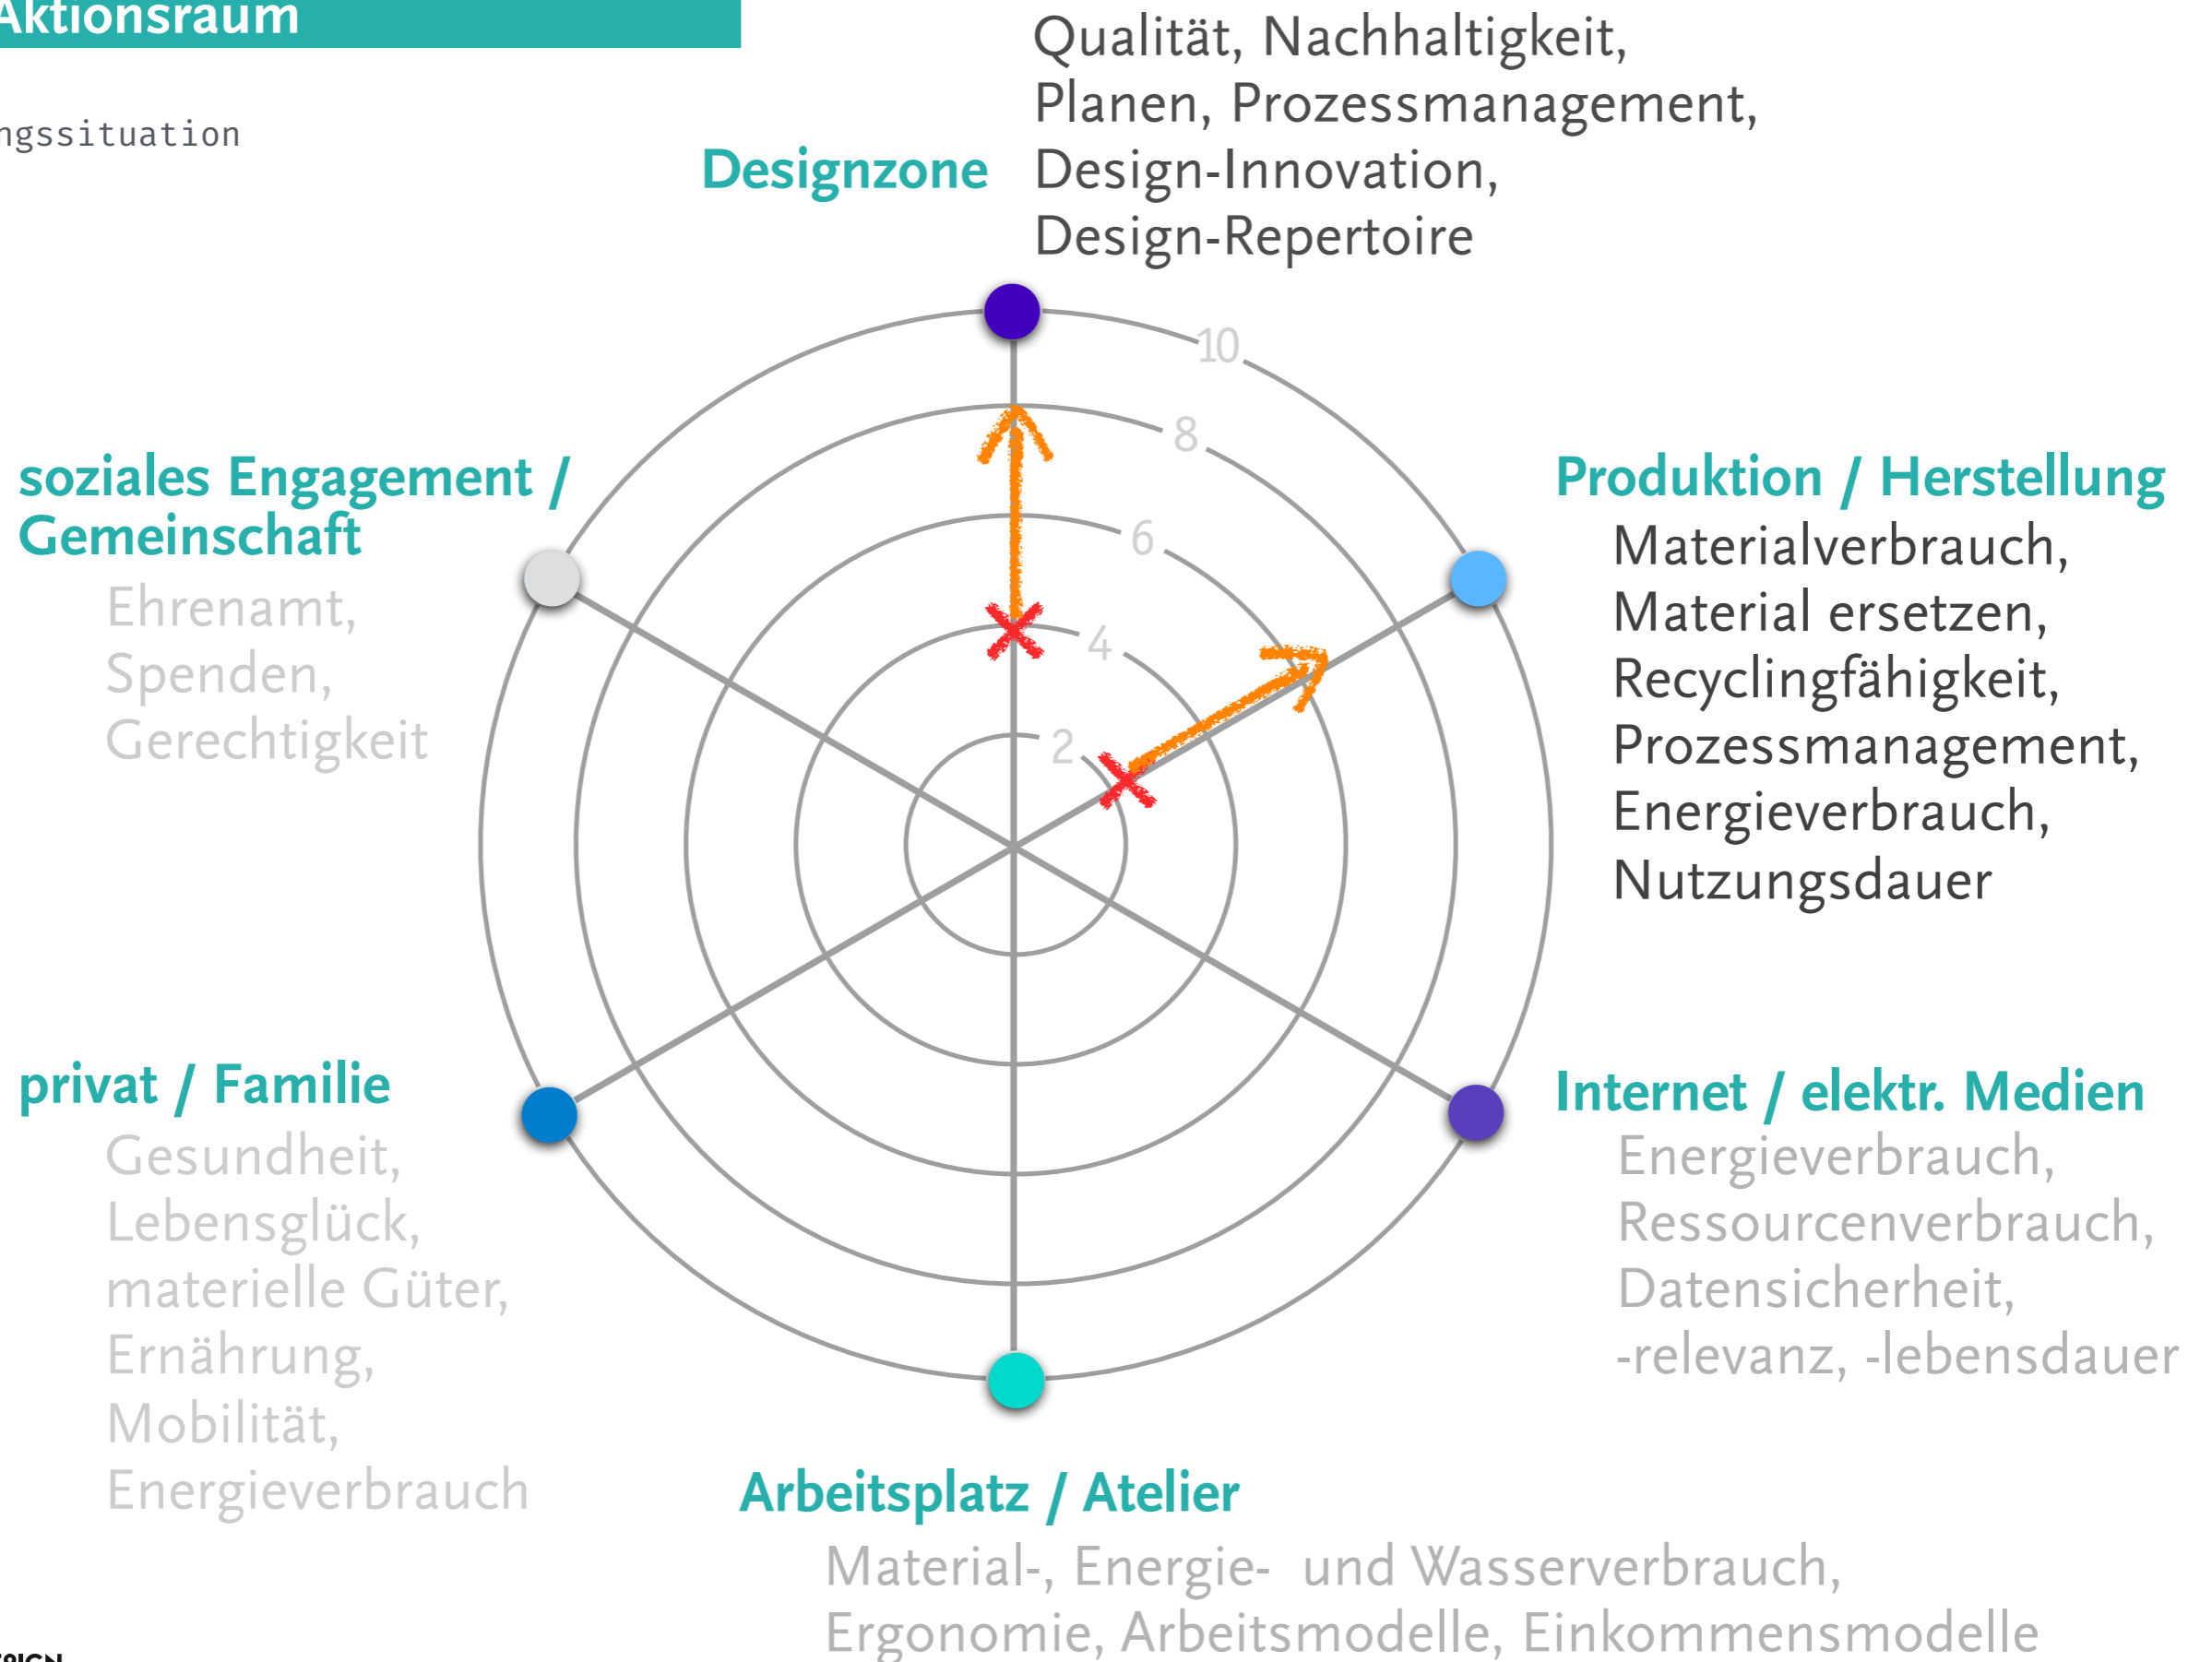 Aktionsraum
ngssituation
Qualität, Nachhaltigkeit,
Planen, Prozessmanagement,
Designzone
Design-Innovation,
Design-Repertoire
10
8
6
4
2
soziales Engagement /
Gemeinschaft
Ehrenamt,
Spenden,
Gerechtigkeit
Produktion / Herstellung
Materialverbrauch,
Material ersetzen,
Recyclingfähigkeit,
Prozessmanagement,
Energieverbrauch,
Nutzungsdauer
privat / Familie
Gesundheit,
Lebensglück,
materielle Güter,
Ernährung,
Mobilität,
Energieverbrauch
Internet / elektr. Medien
Energieverbrauch,
Ressourcenverbrauch,
Datensicherheit,
-relevanz, -lebensdauer
Arbeitsplatz / Atelier
Material-, Energie- und Wasserverbrauch,
Ergonomie, Arbeitsmodelle, Einkommensmodelle